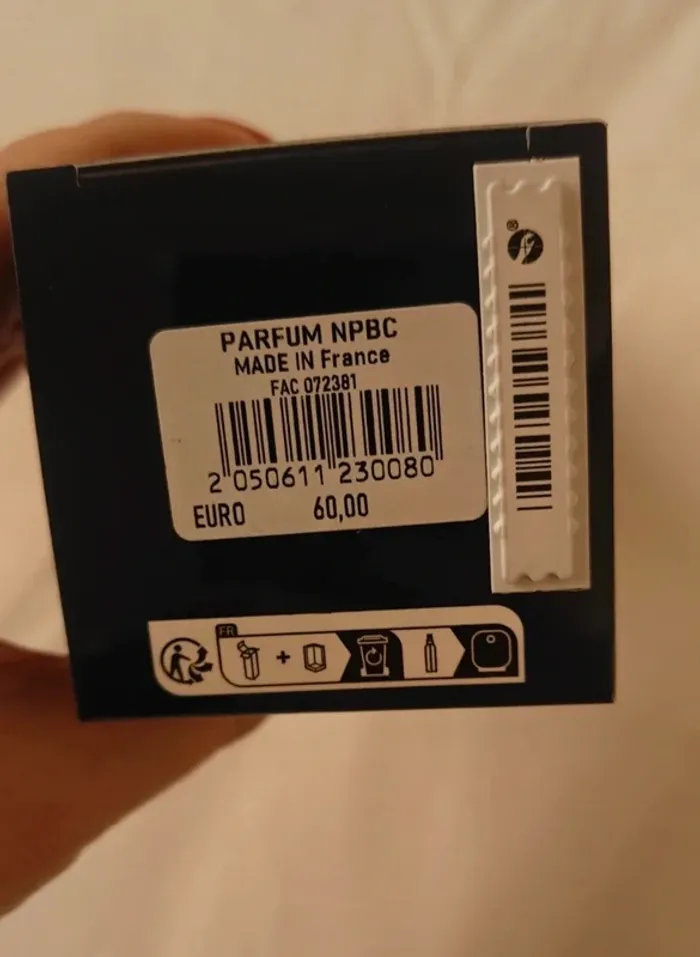 PARFUM NPBC
MADE IN France
FAC 072381
2 050611 230080
EURO 60,00
®
FR